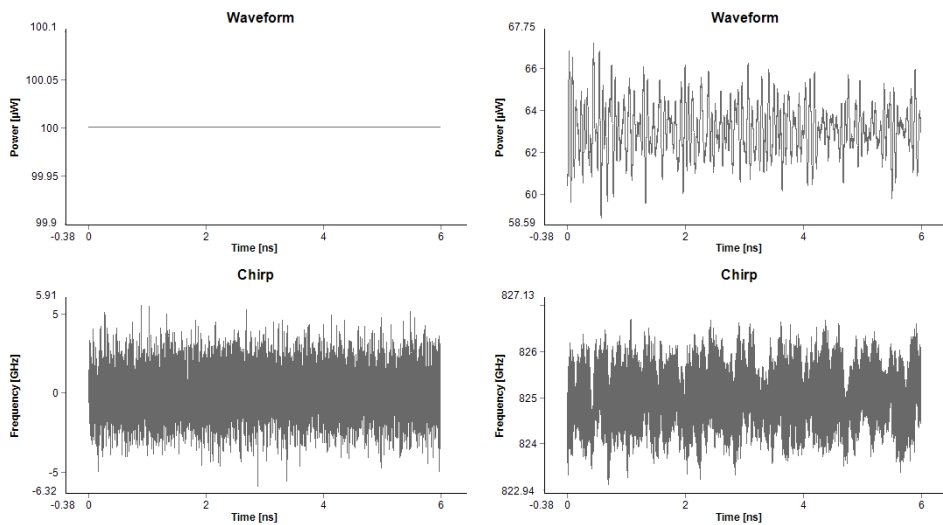 Waveform
100.1
100.05
100
99.95
99.9
Power [µW]
-0.38 0 2 4 6
Time [ns]
Waveform
67.75
66
64
62
60
58.59
Power [µW]
-0.38 0 2 4 6
Time [ns]
Chirp
5.91
5
0
-5
-6.32
Frequency [GHz]
-0.38 0 2 4 6
Time [ns]
Chirp
827.13
826
825
824
822.94
Frequency [GHz]
-0.38 0 2 4 6
Time [ns]